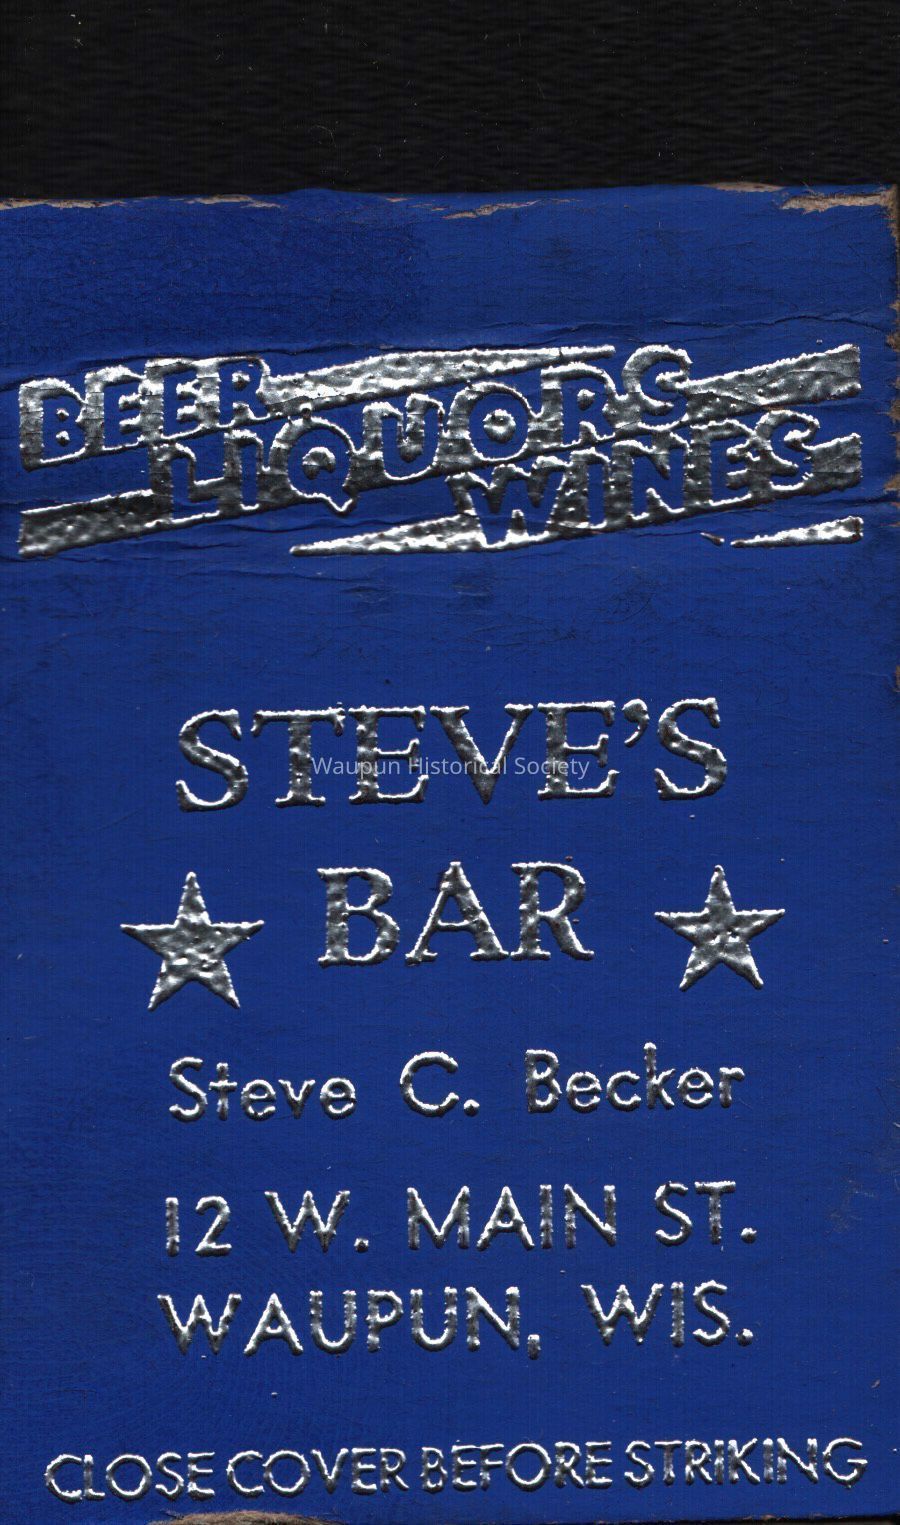 BEER
LIQUORS
WINES
STEVE'S
Waupun Historical Society
BAR
Steve C. Becker
12 W. MAIN ST.
WAUPUN, WIS.
CLOSE COVER BEFORE STRIKING